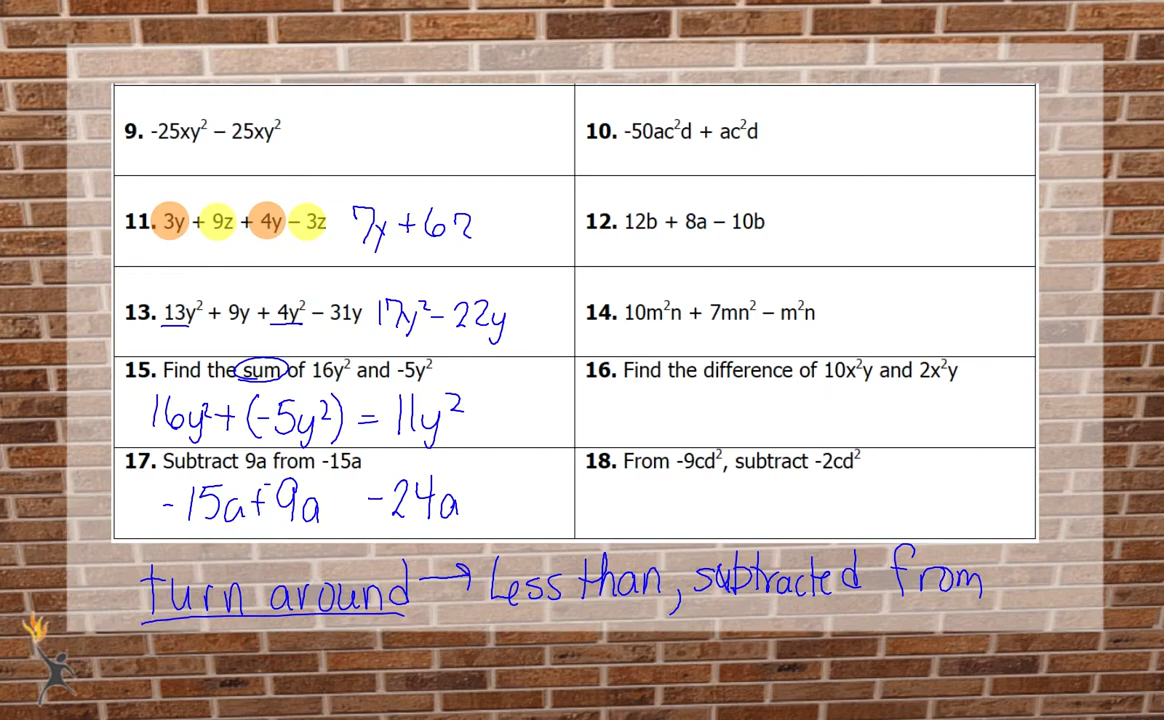 9. -25xy² – 25xy²
10. -50ac²d + ac²d
11. 3y + 9z + 4y – 3z 7y + 6z
12. 12b + 8a – 10b
13. 13y² + 9y + 4y² – 31y 17y² - 22y
14. 10m²n + 7mn² – m²n
15. Find the sum of 16y² and -5y²
16y² + (-5y²) = 11y²
16. Find the difference of 10x²y and 2x²y
17. Subtract 9a from -15a
-15a + -9a -24a
18. From -9cd², subtract -2cd²
turn around → Less than, subtracted from